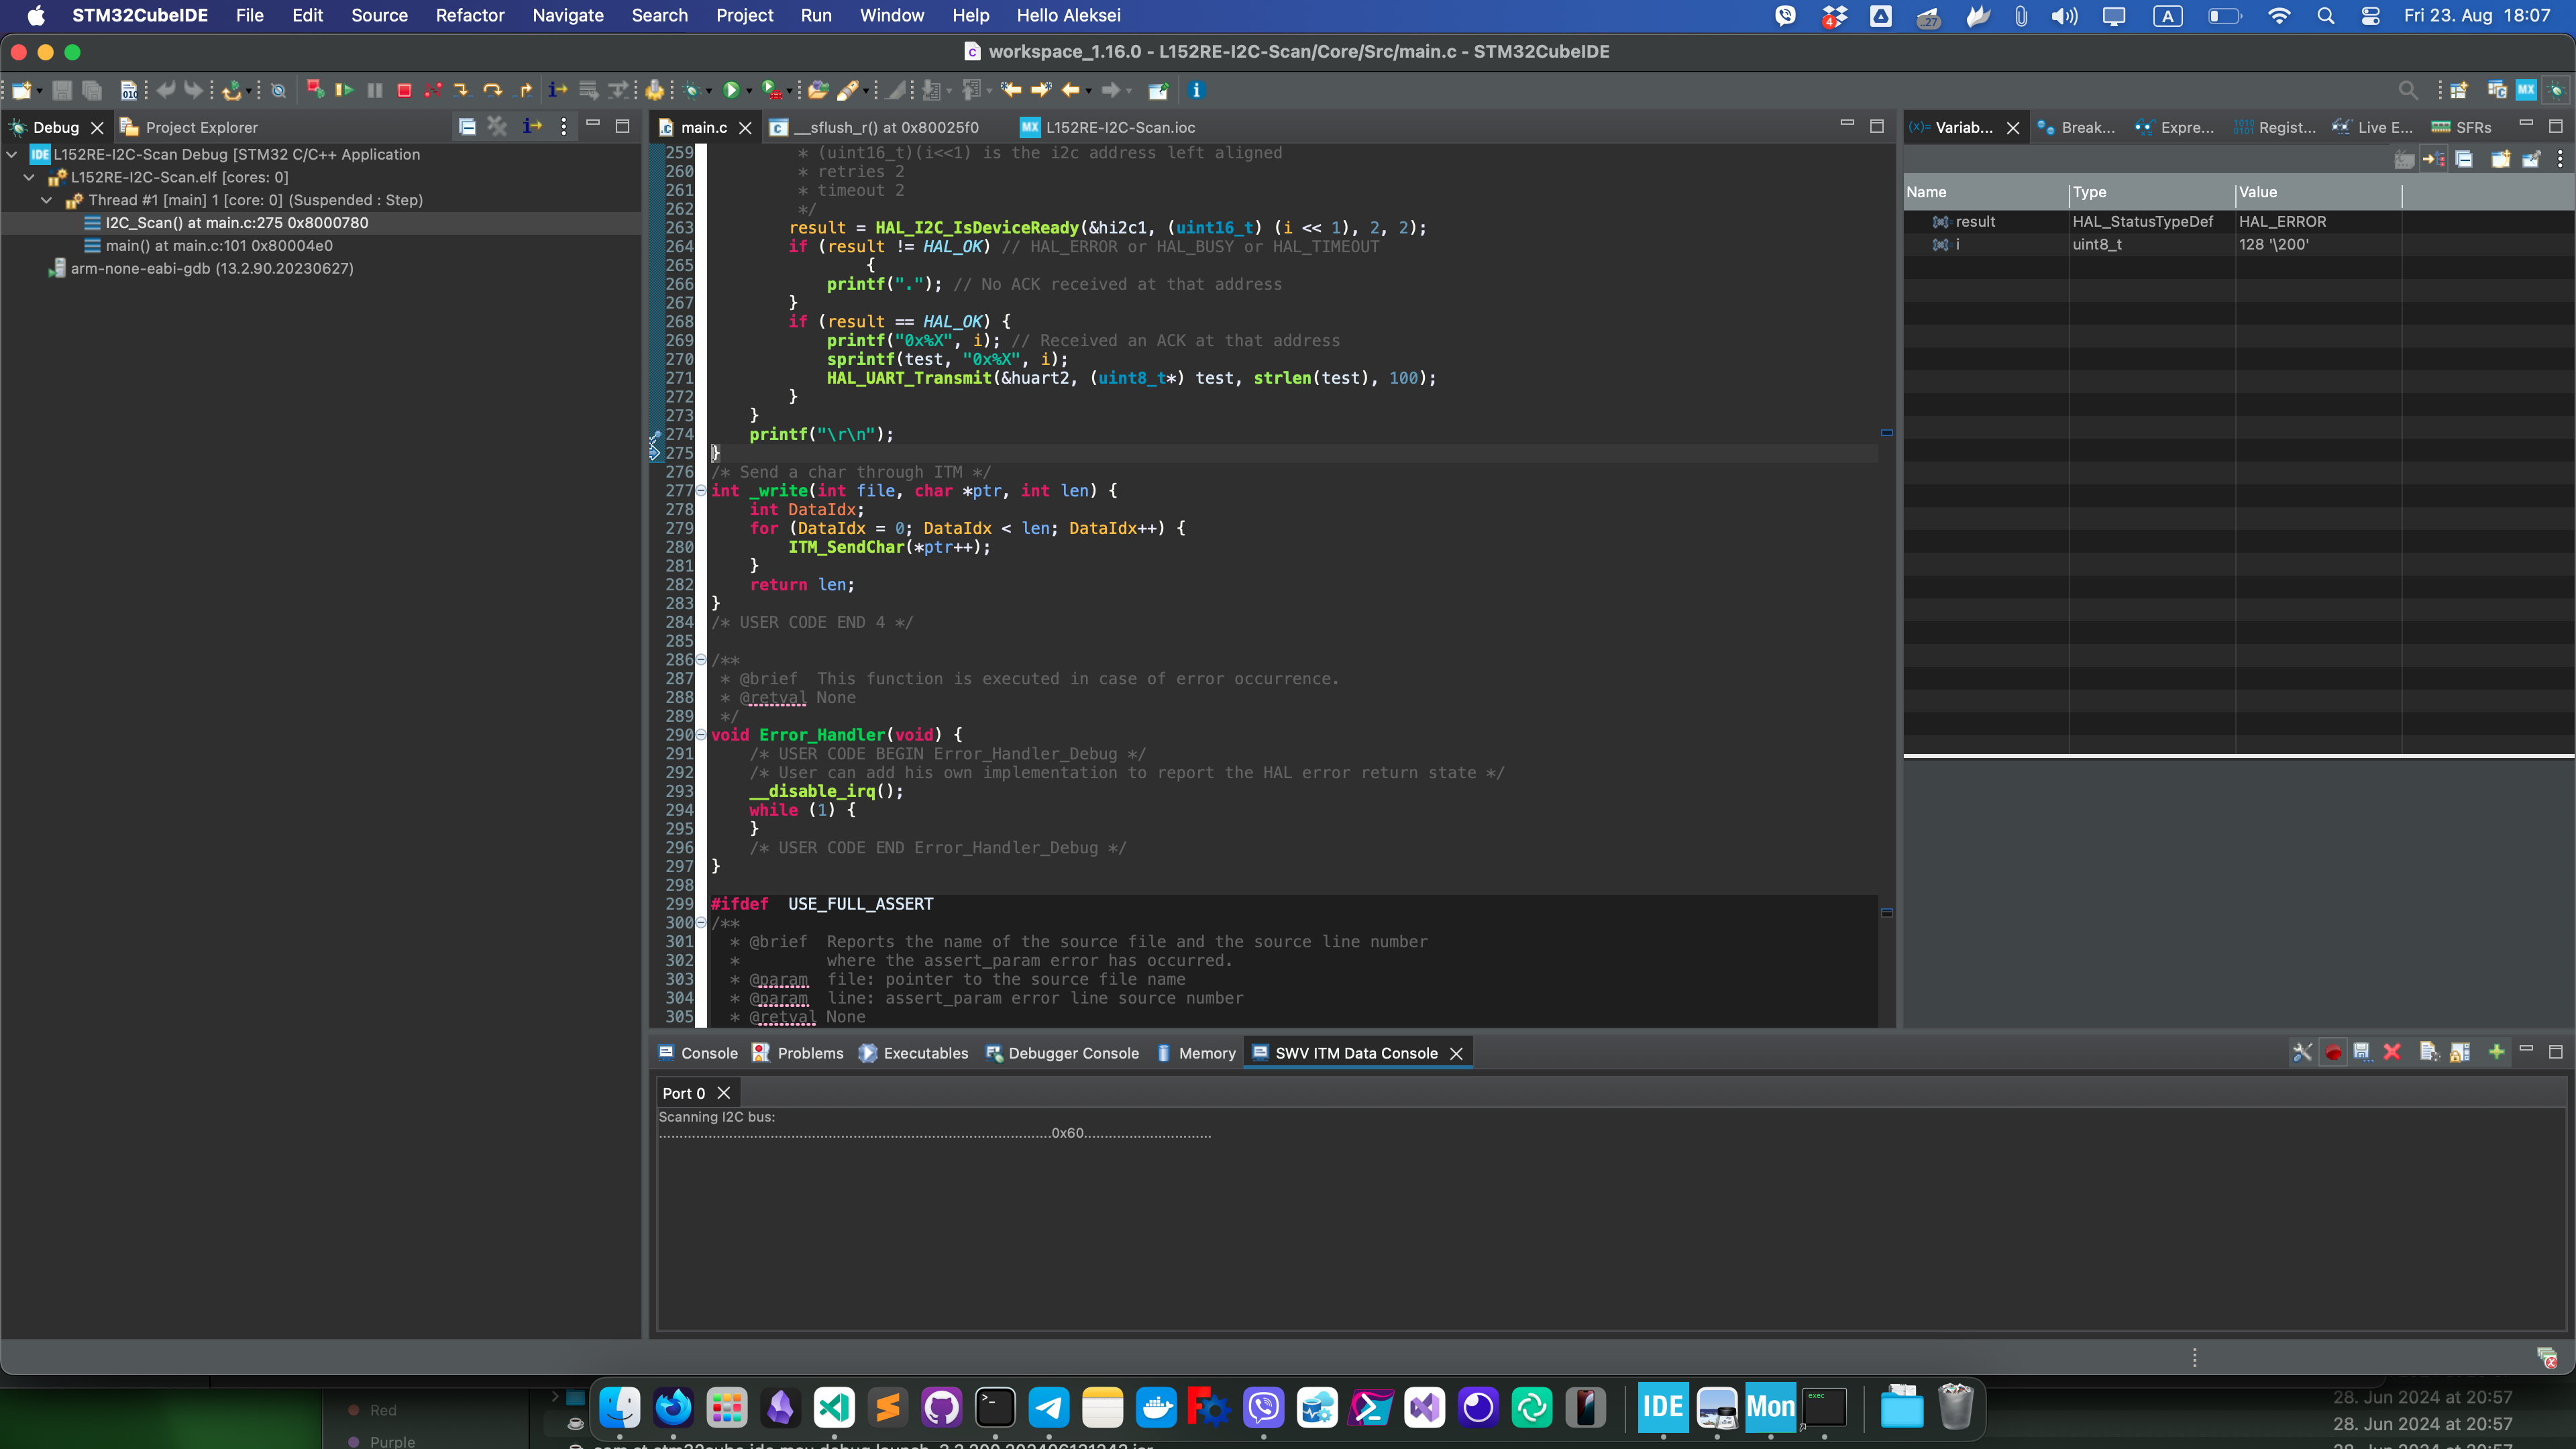 STM32CubeIDE File Edit Source Refactor Navigate Search Project Run Window Help Hello Aleksei
4 ..27 A Fri 23. Aug 18:07
workspace_1.16.0 - L152RE-I2C-Scan/Core/Src/main.c - STM32CubeIDE
Debug Project Explorer
IDE L152RE-I2C-Scan Debug [STM32 C/C++ Application
L152RE-I2C-Scan.elf [cores: 0]
Thread #1 [main] 1 [core: 0] (Suspended : Step)
I2C_Scan() at main.c:275 0x8000780
main() at main.c:101 0x80004e0
arm-none-eabi-gdb (13.2.90.20230627)
main.c __sflush_r() at 0x80025f0 MX L152RE-I2C-Scan.ioc
259 * (uint16_t)(i<<1) is the i2c address left aligned
260 * retries 2
261 * timeout 2
262 */
263 result = HAL_I2C_IsDeviceReady(&hi2c1, (uint16_t) (i << 1), 2, 2);
264 if (result != HAL_OK) // HAL_ERROR or HAL_BUSY or HAL_TIMEOUT
265 {
266 printf("."); // No ACK received at that address
267 }
268 if (result == HAL_OK) {
269 printf("0x%X", i); // Received an ACK at that address
270 sprintf(test, "0x%X", i);
271 HAL_UART_Transmit(&huart2, (uint8_t*) test, strlen(test), 100);
272 }
273 }
274 printf("\r\n");
275 }
276 /* Send a char through ITM */
277 int _write(int file, char *ptr, int len) {
278 int DataIdx;
279 for (DataIdx = 0; DataIdx < len; DataIdx++) {
280 ITM_SendChar(*ptr++);
281 }
282 return len;
283 }
284 /* USER CODE END 4 */
285
286 /**
287 * @brief  This function is executed in case of error occurrence.
288 * @retval None
289 */
290 void Error_Handler(void) {
291 /* USER CODE BEGIN Error_Handler_Debug */
292 /* User can add his own implementation to report the HAL error return state */
293 __disable_irq();
294 while (1) {
295 }
296 /* USER CODE END Error_Handler_Debug */
297 }
298
299 #ifdef  USE_FULL_ASSERT
300 /**
301 * @brief  Reports the name of the source file and the source line number
302 *         where the assert_param error has occurred.
303 * @param  file: pointer to the source file name
304 * @param  line: assert_param error line source number
305 * @retval None
Variab... Break... Expre... Regist... Live E... SFRs
Name Type Value
result HAL_StatusTypeDef HAL_ERROR
i uint8_t 128 '\200'
Console Problems Executables Debugger Console Memory SWV ITM Data Console
Port 0
Scanning I2C bus:
................................................................................................0x60...............................
IDE Mon exec
Red
Purple
28. Jun 2024 at 20:57
28. Jun 2024 at 20:57